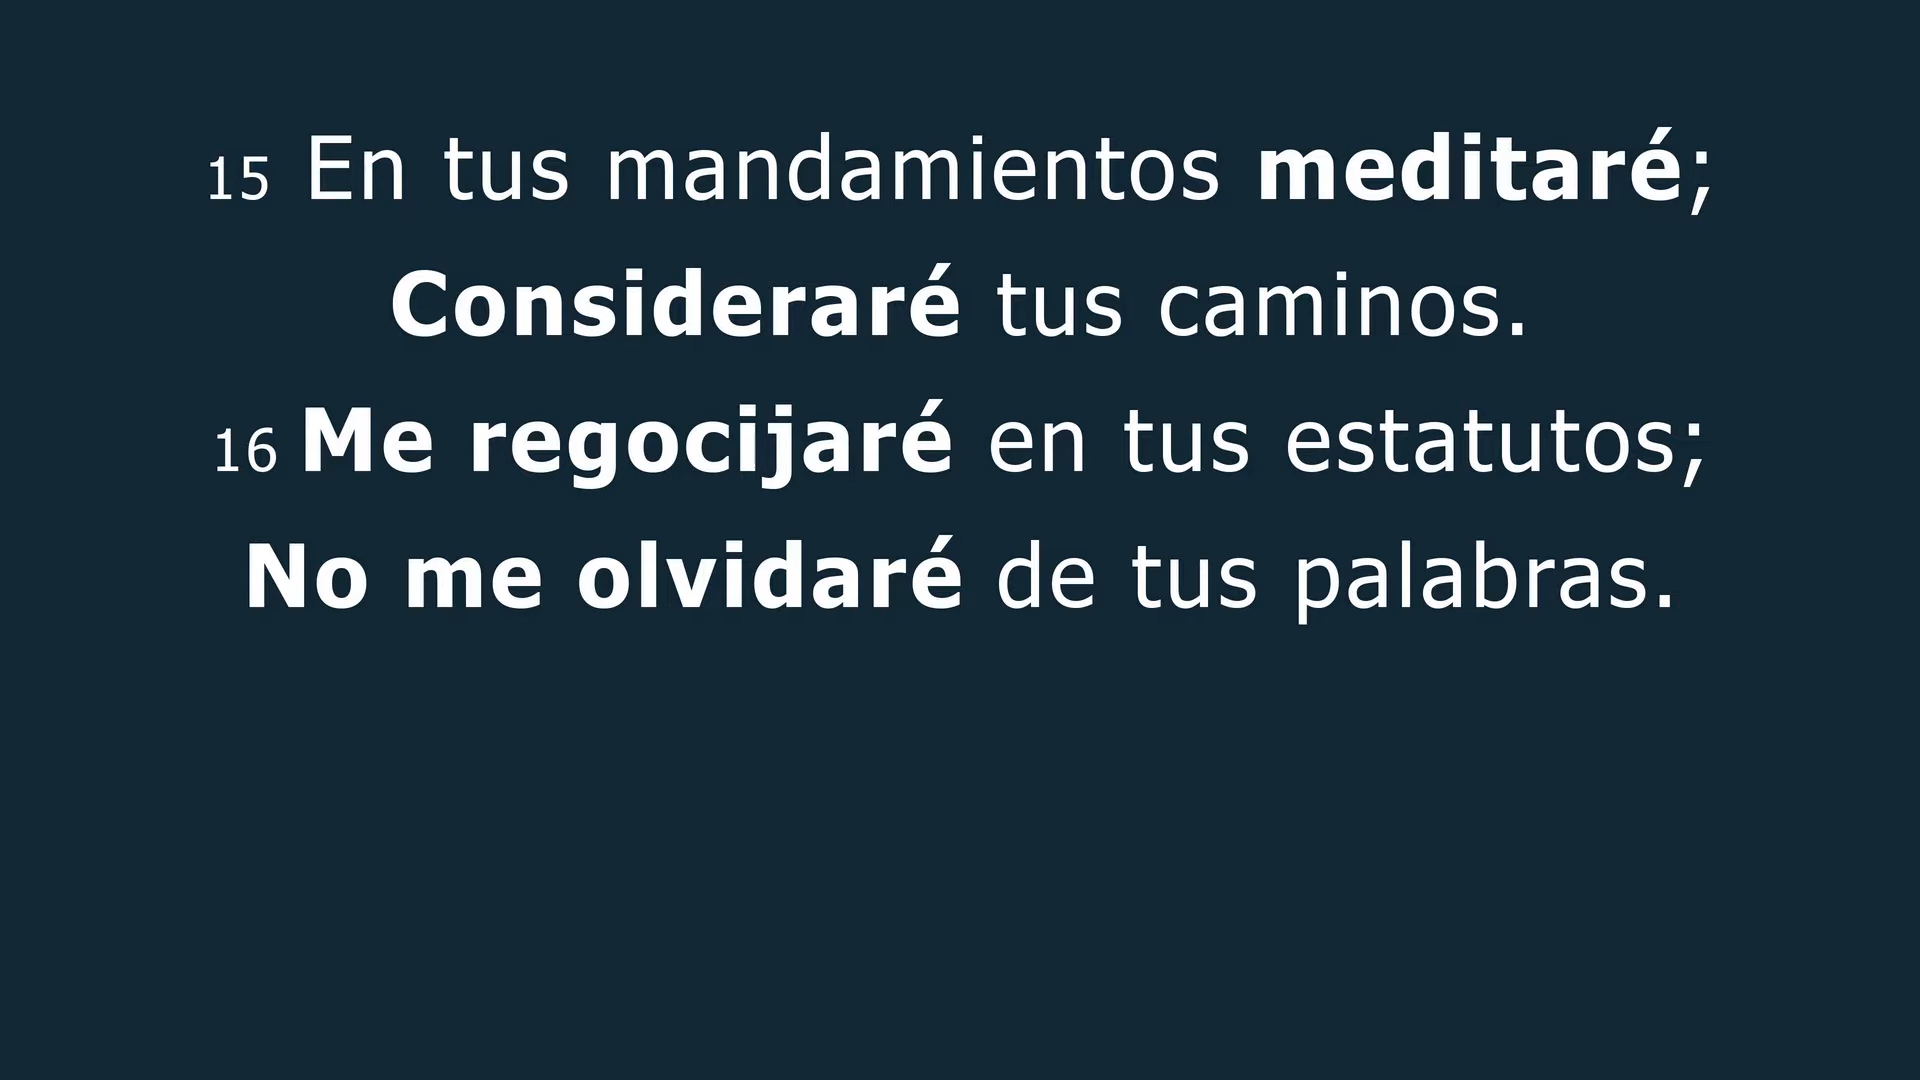 15 En tus mandamientos meditaré;
Consideraré tus caminos.
16 Me regocijaré en tus estatutos;
No me olvidaré de tus palabras.